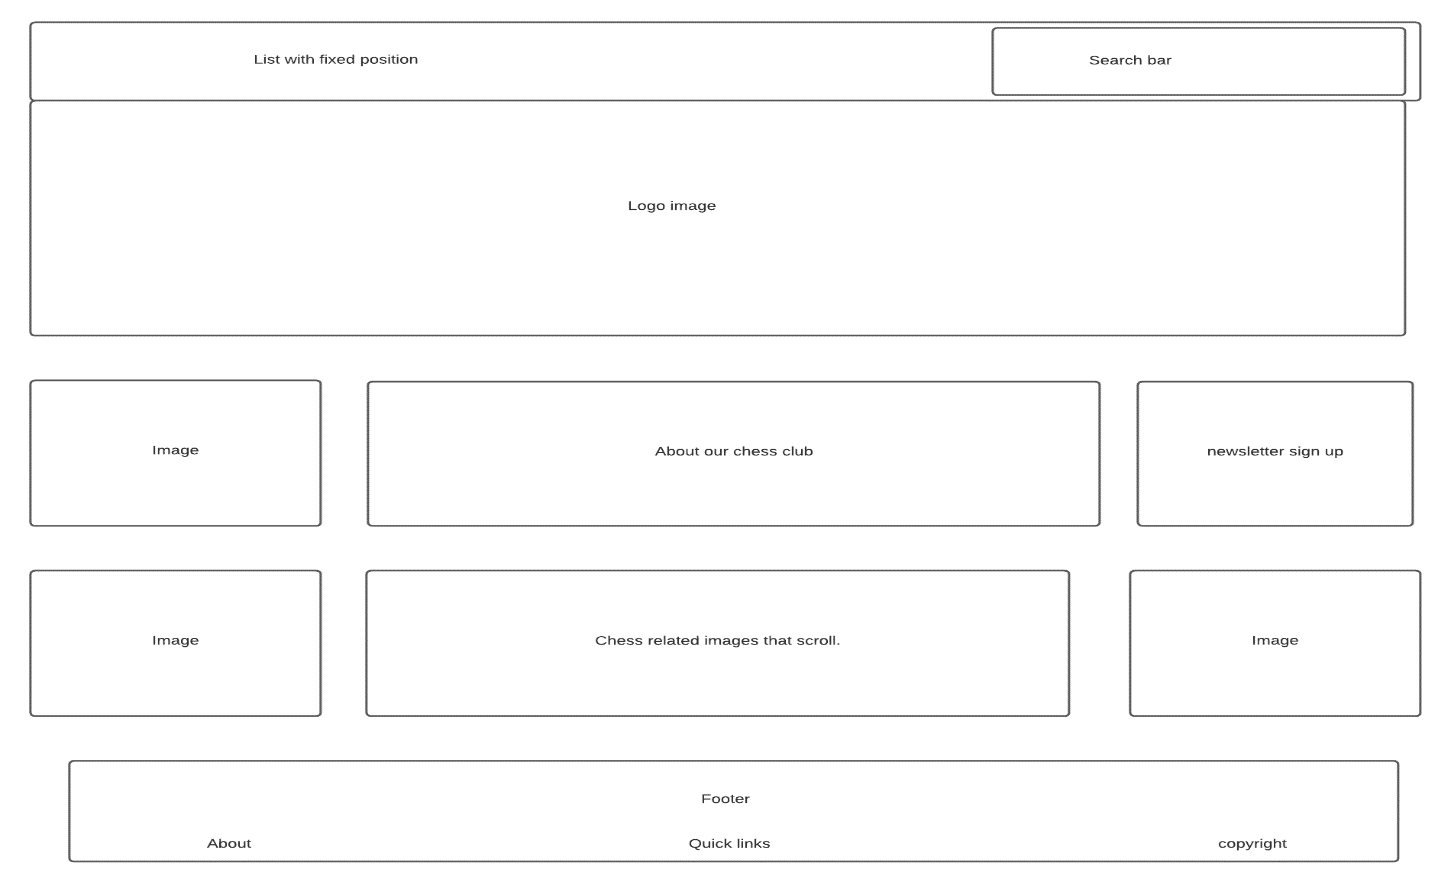 List with fixed position
Search bar
Logo image
Image
About our chess club
newsletter sign up
Image
Chess related images that scroll.
Image
Footer
About
Quick links
copyright